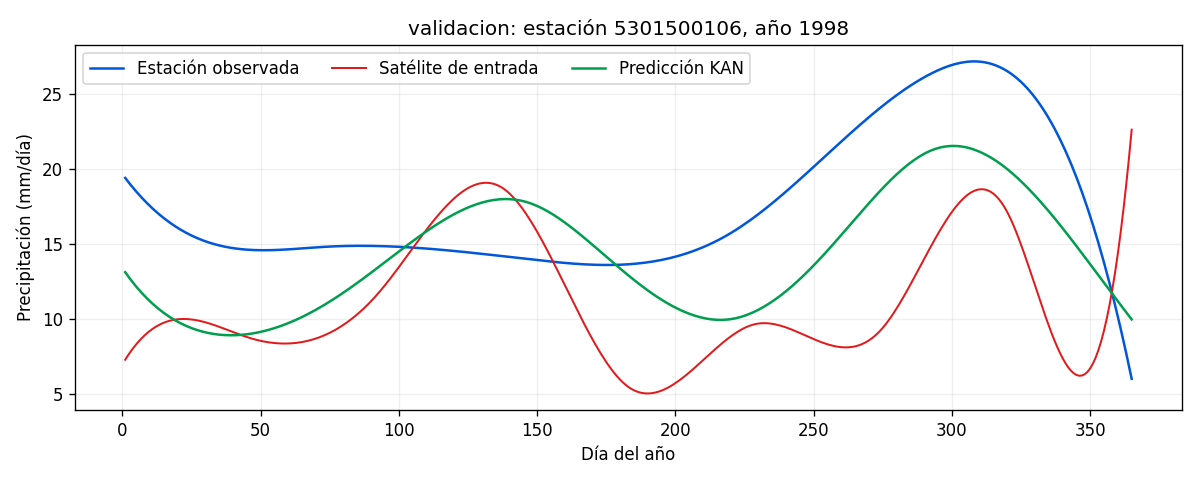 validacion: estación 5301500106, año 1998
Estación observada
Satélite de entrada
Predicción KAN
Precipitación (mm/día)
25
20
15
10
5
0
50
100
150
200
250
300
350
Día del año